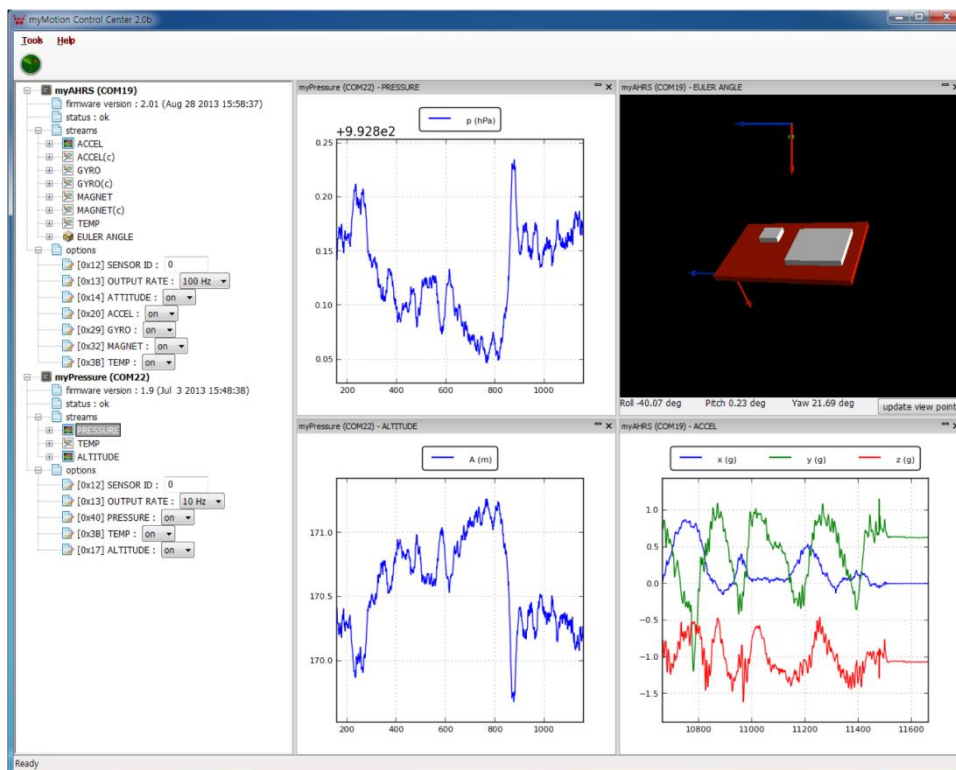 myMotion Control Center 2.0b
Tools Help
myAHRS (COM19)
firmware version : 2.01 (Aug 28 2013 15:58:37)
status : ok
streams
ACCEL
ACCEL(c)
GYRO
GYRO(c)
MAGNET
MAGNET(c)
TEMP
EULER ANGLE
options
[0x12] SENSOR ID : 0
[0x13] OUTPUT RATE : 100 Hz
[0x14] ATTITUDE : on
[0x20] ACCEL : on
[0x29] GYRO : on
[0x32] MAGNET : on
[0x3B] TEMP : on
myPressure (COM22)
firmware version : 1.9 (Jul 3 2013 15:48:38)
status : ok
streams
PRESSURE
TEMP
ALTITUDE
options
[0x12] SENSOR ID : 0
[0x13] OUTPUT RATE : 10 Hz
[0x40] PRESSURE : on
[0x3B] TEMP : on
[0x17] ALTITUDE : on
myPressure (COM22) - PRESSURE
p (hPa)
+9.928e2
0.25
0.20
0.15
0.10
0.05
200 400 600 800 1000
myAHRS (COM19) - EULER ANGLE
Roll -40.07 deg Pitch 0.23 deg Yaw 21.69 deg update view point
myPressure (COM22) - ALTITUDE
A (m)
171.0
170.5
170.0
200 400 600 800 1000
myAHRS (COM19) - ACCEL
x (g) y (g) z (g)
1.0
0.5
0.0
−0.5
−1.0
−1.5
10800 11000 11200 11400 11600
Ready